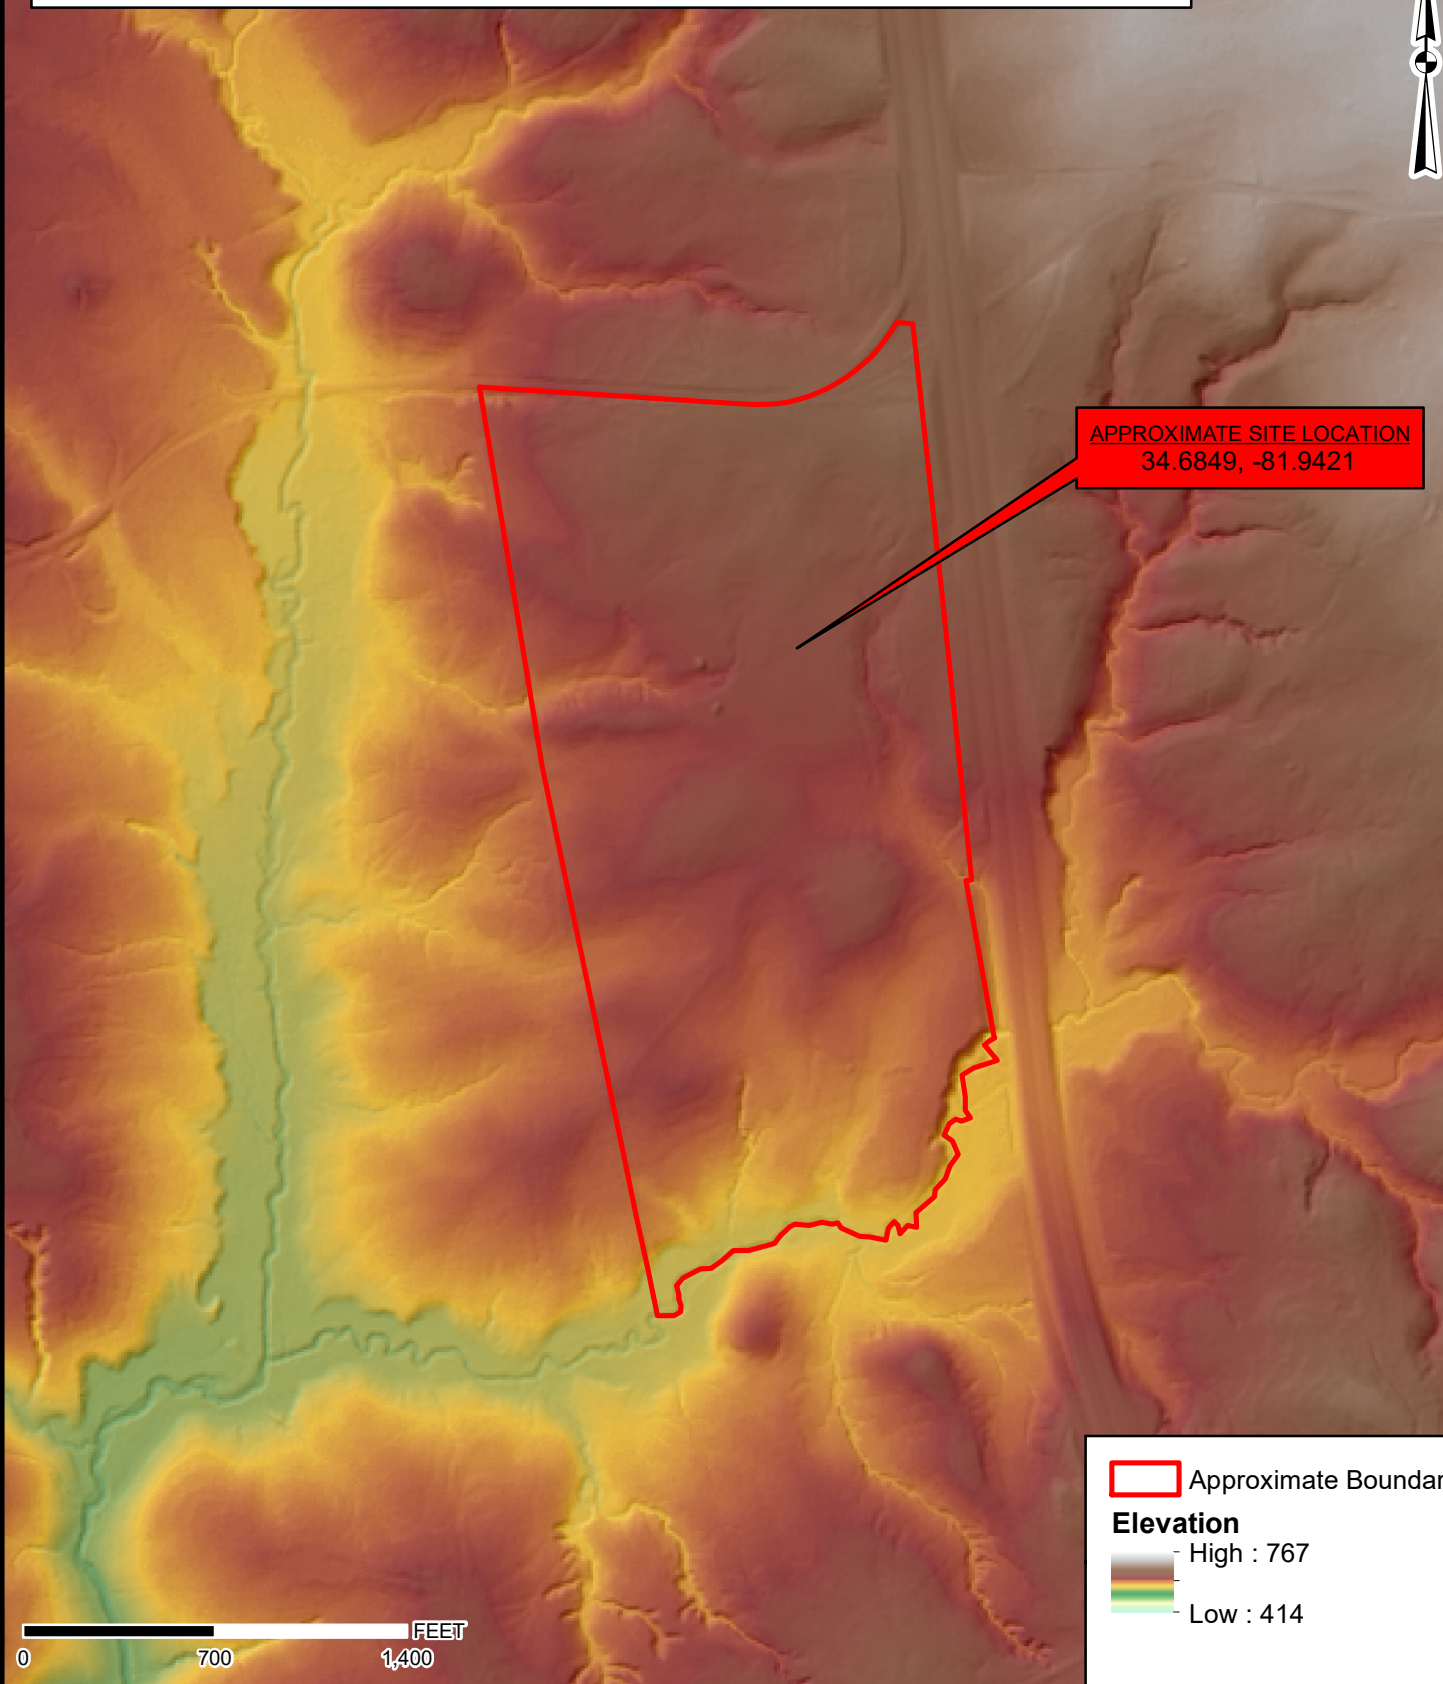 APPROXIMATE SITE LOCATION
34.6849, -81.9421
Approximate Boundar
Elevation
High : 767
Low : 414
FEET
0 700 1,400